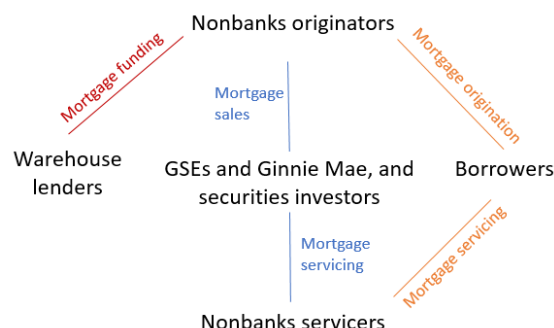 Nonbanks originators
Mortgage funding
Mortgage
sales
Mortgage origination
Warehouse
lenders
GSEs and Ginnie Mae, and
securities investors
Borrowers
Mortgage
servicing
Mortgage servicing
Nonbanks servicers